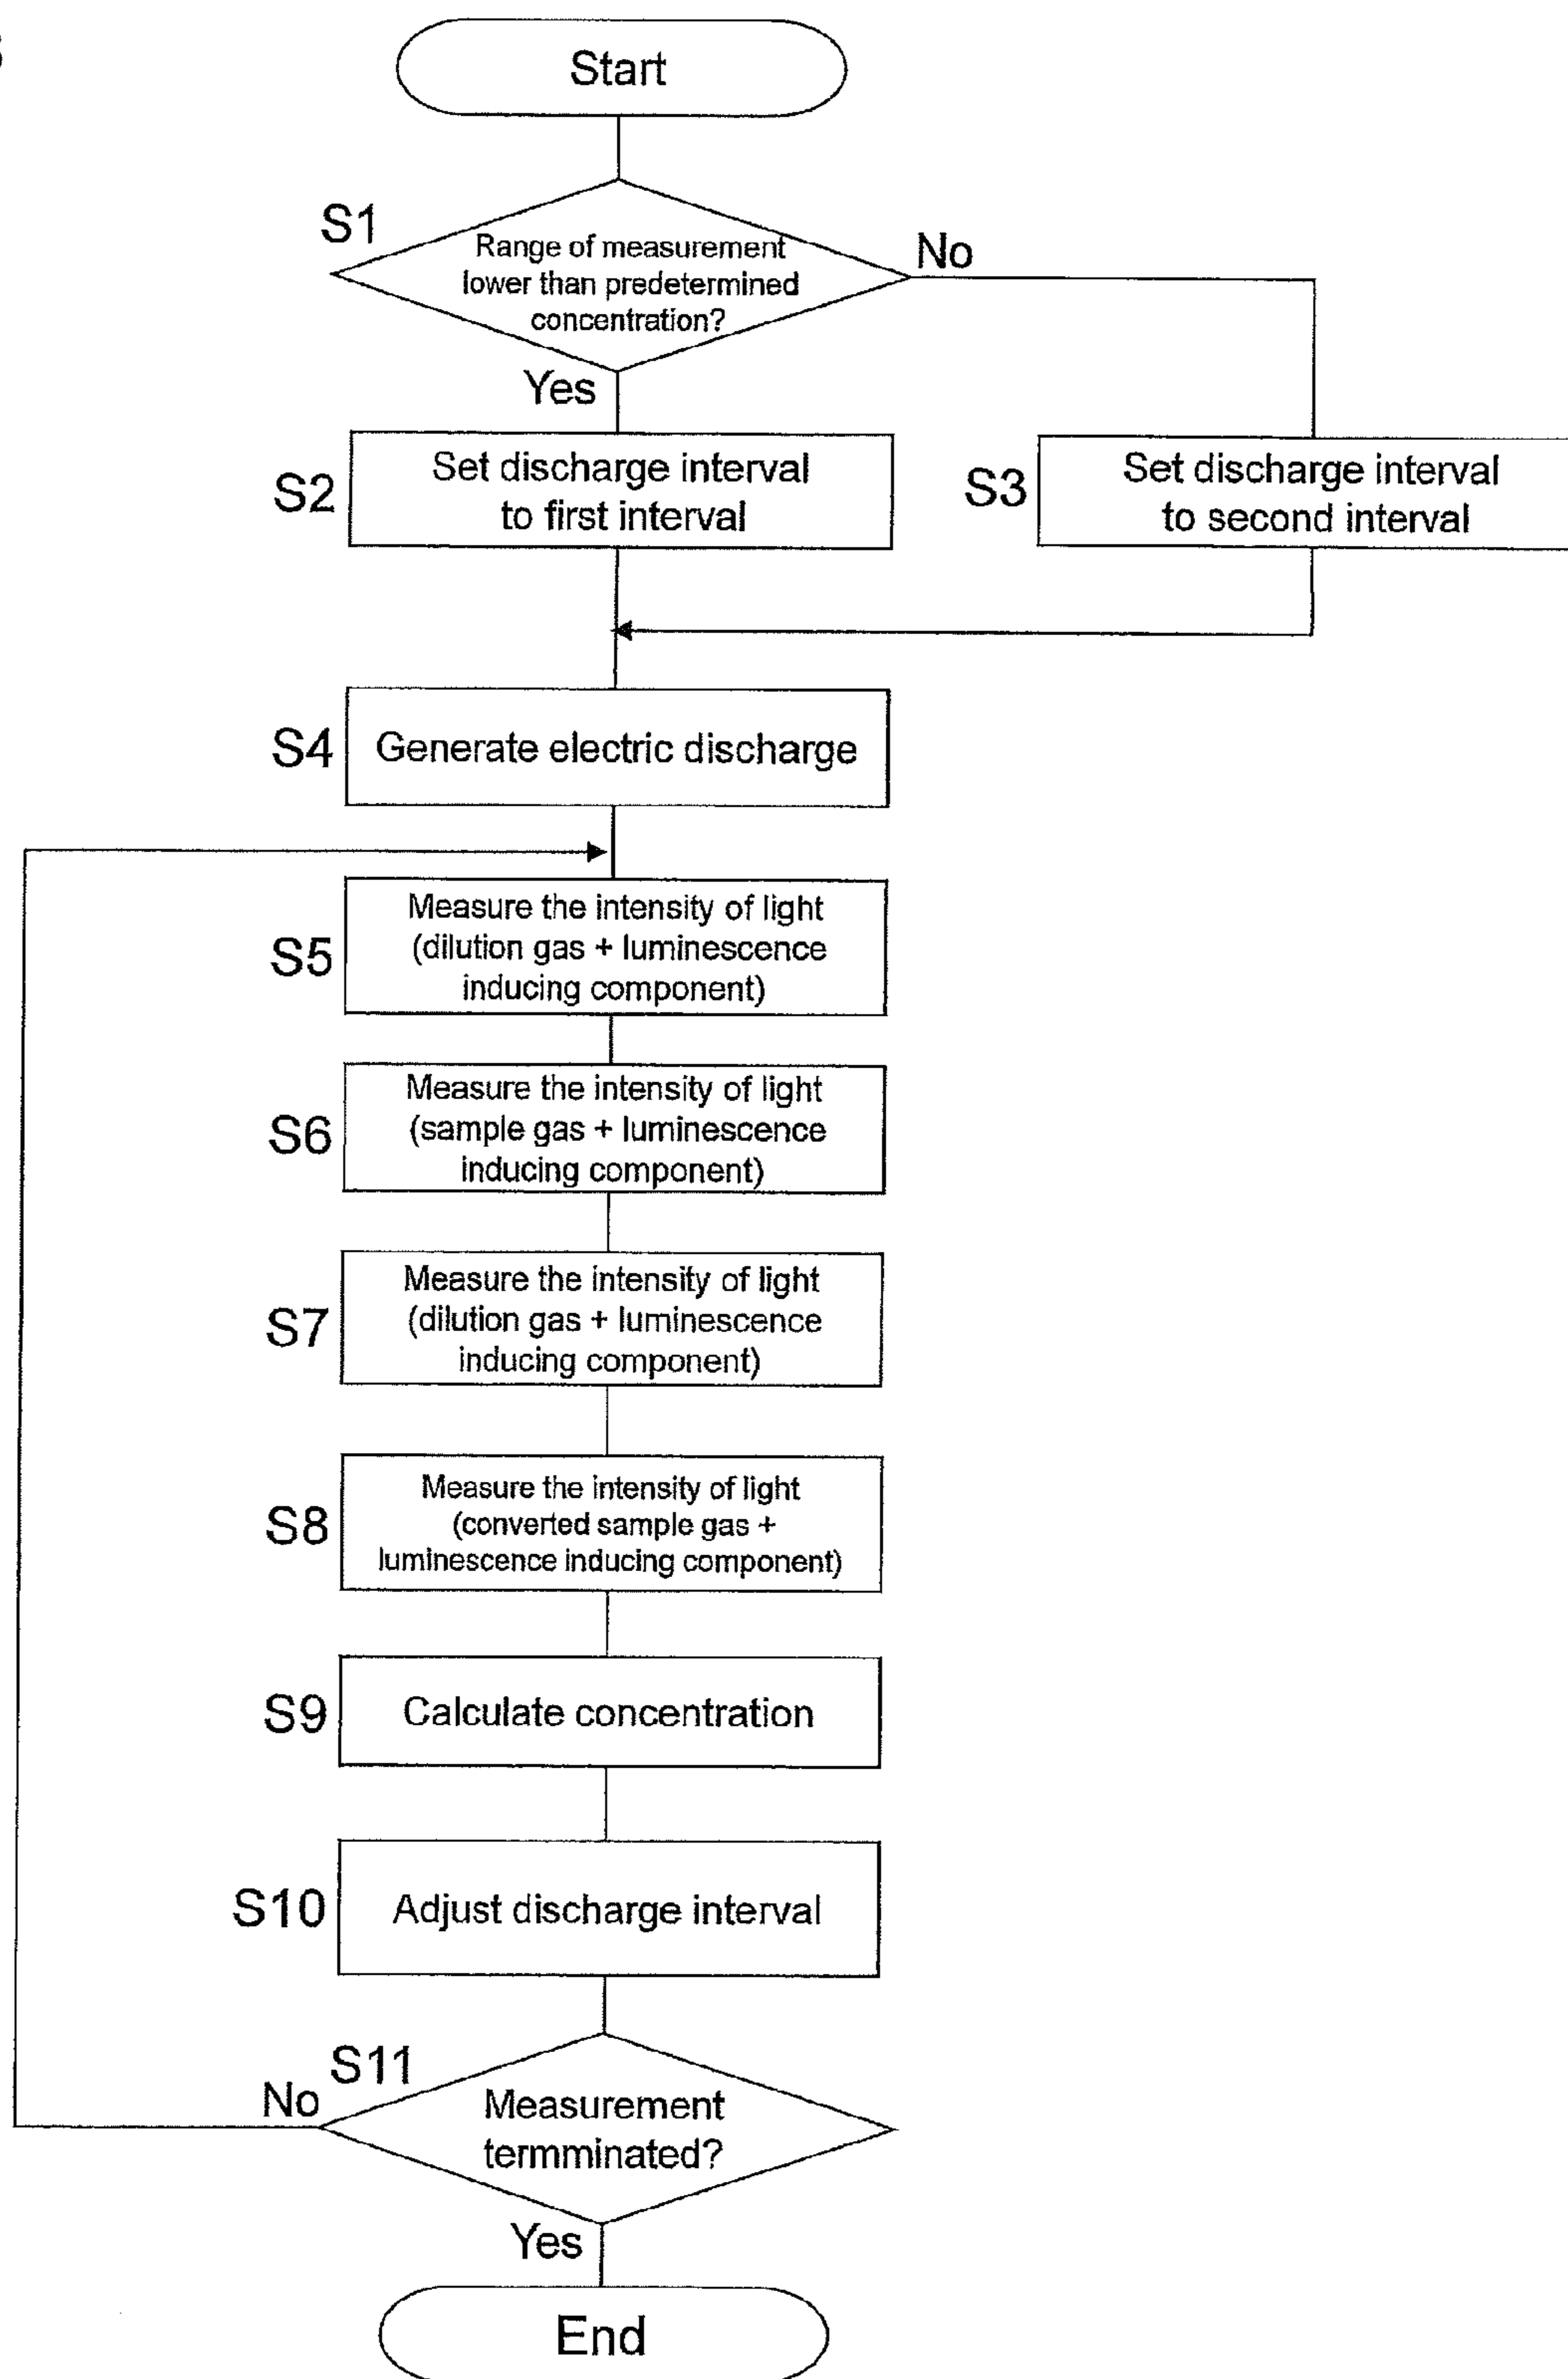 Start
S1
Range of measurement
lower than predetermined
concentration?
No
Yes
S2
Set discharge interval
to first interval
S3
Set discharge interval
to second interval
S4
Generate electric discharge
S5
Measure the intensity of light
(dilution gas + luminescence
inducing component)
S6
Measure the intensity of light
(sample gas + luminescence
inducing component)
S7
Measure the intensity of light
(dilution gas + luminescence
inducing component)
S8
Measure the intensity of light
(converted sample gas +
luminescence inducing component)
S9
Calculate concentration
S10
Adjust discharge interval
S11
No
Measurement
termminated?
Yes
End